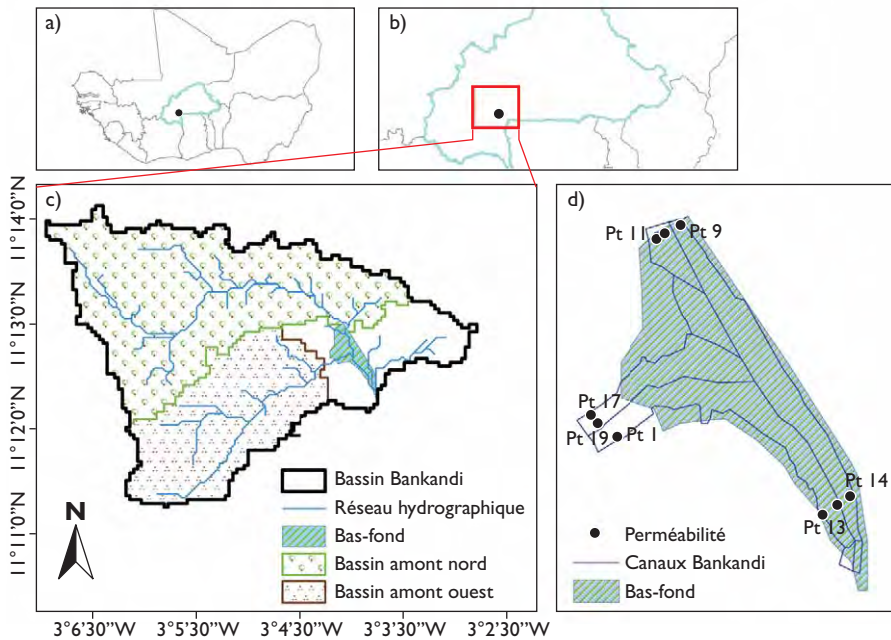 a)
b)
c)
d)
11°14'0"N
11°13'0"N
11°12'0"N
11°11'0"N
N
Bassin Bankandi
Réseau hydrographique
Bas-fond
Bassin amont nord
Bassin amont ouest
3°6'30"W
3°5'30"W
3°4'30"W
3°3'30"W
3°2'30"W
Pt 11
Pt 9
Pt 17
Pt 19
Pt 1
Pt 14
Pt 13
Perméabilité
Canaux Bankandi
Bas-fond